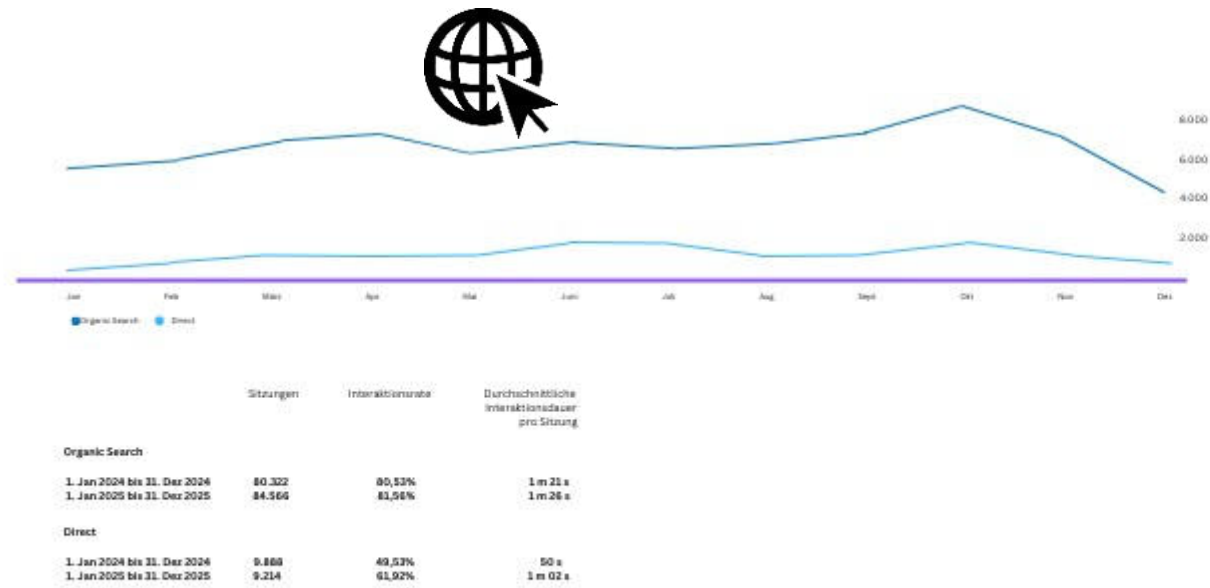 8.000
6.000
4.000
2.000
Jan Feb März Apr Mai Juni Juli Aug Sept Okt Nov Dez
Organic Search Direct
Sitzungen Interaktionsrate Durchschnittliche
Interaktionsdauer
pro Sitzung
Organic Search
1. Jan 2024 bis 31. Dez 2024 80.322 80,53% 1 m 21 s
1. Jan 2025 bis 31. Dez 2025 84.566 81,56% 1 m 26 s
Direct
1. Jan 2024 bis 31. Dez 2024 9.888 49,53% 50 s
1. Jan 2025 bis 31. Dez 2025 9.214 61,92% 1 m 02 s